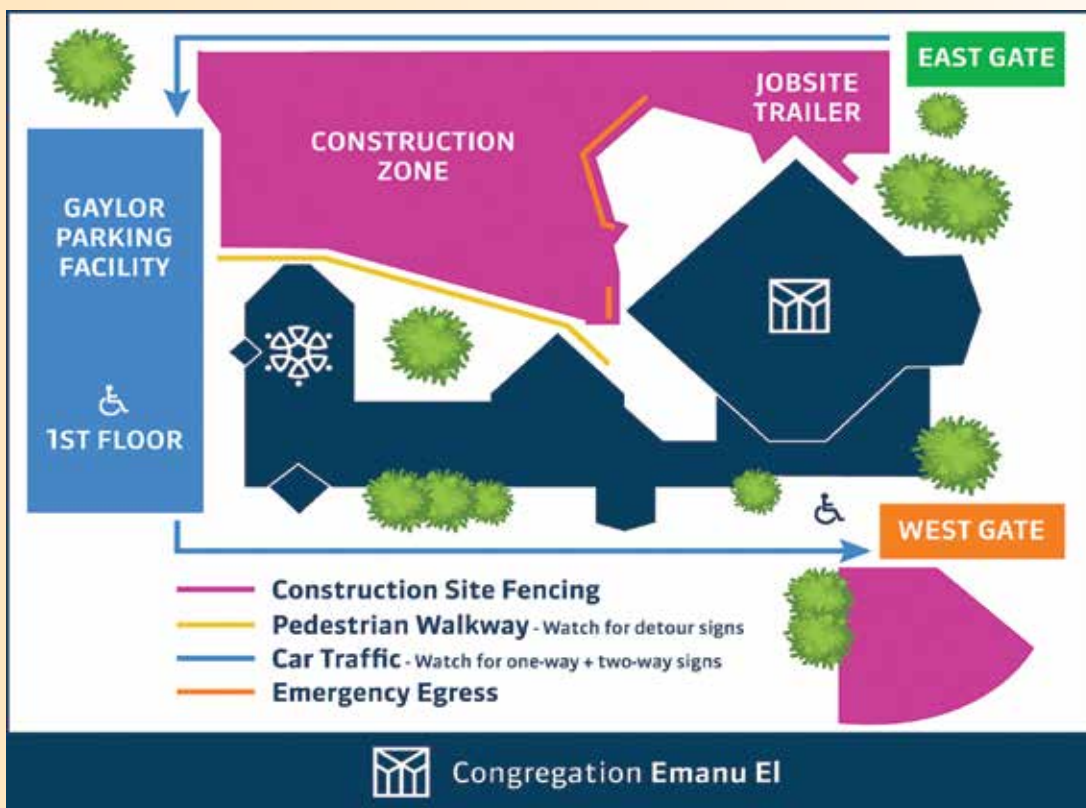 EAST GATE
JOBSITE
TRAILER
CONSTRUCTION
ZONE
GAYLOR
PARKING
FACILITY
1ST FLOOR
WEST GATE
Construction Site Fencing
Pedestrian Walkway - Watch for detour signs
Car Traffic - Watch for one-way + two-way signs
Emergency Egress
Congregation Emanu El